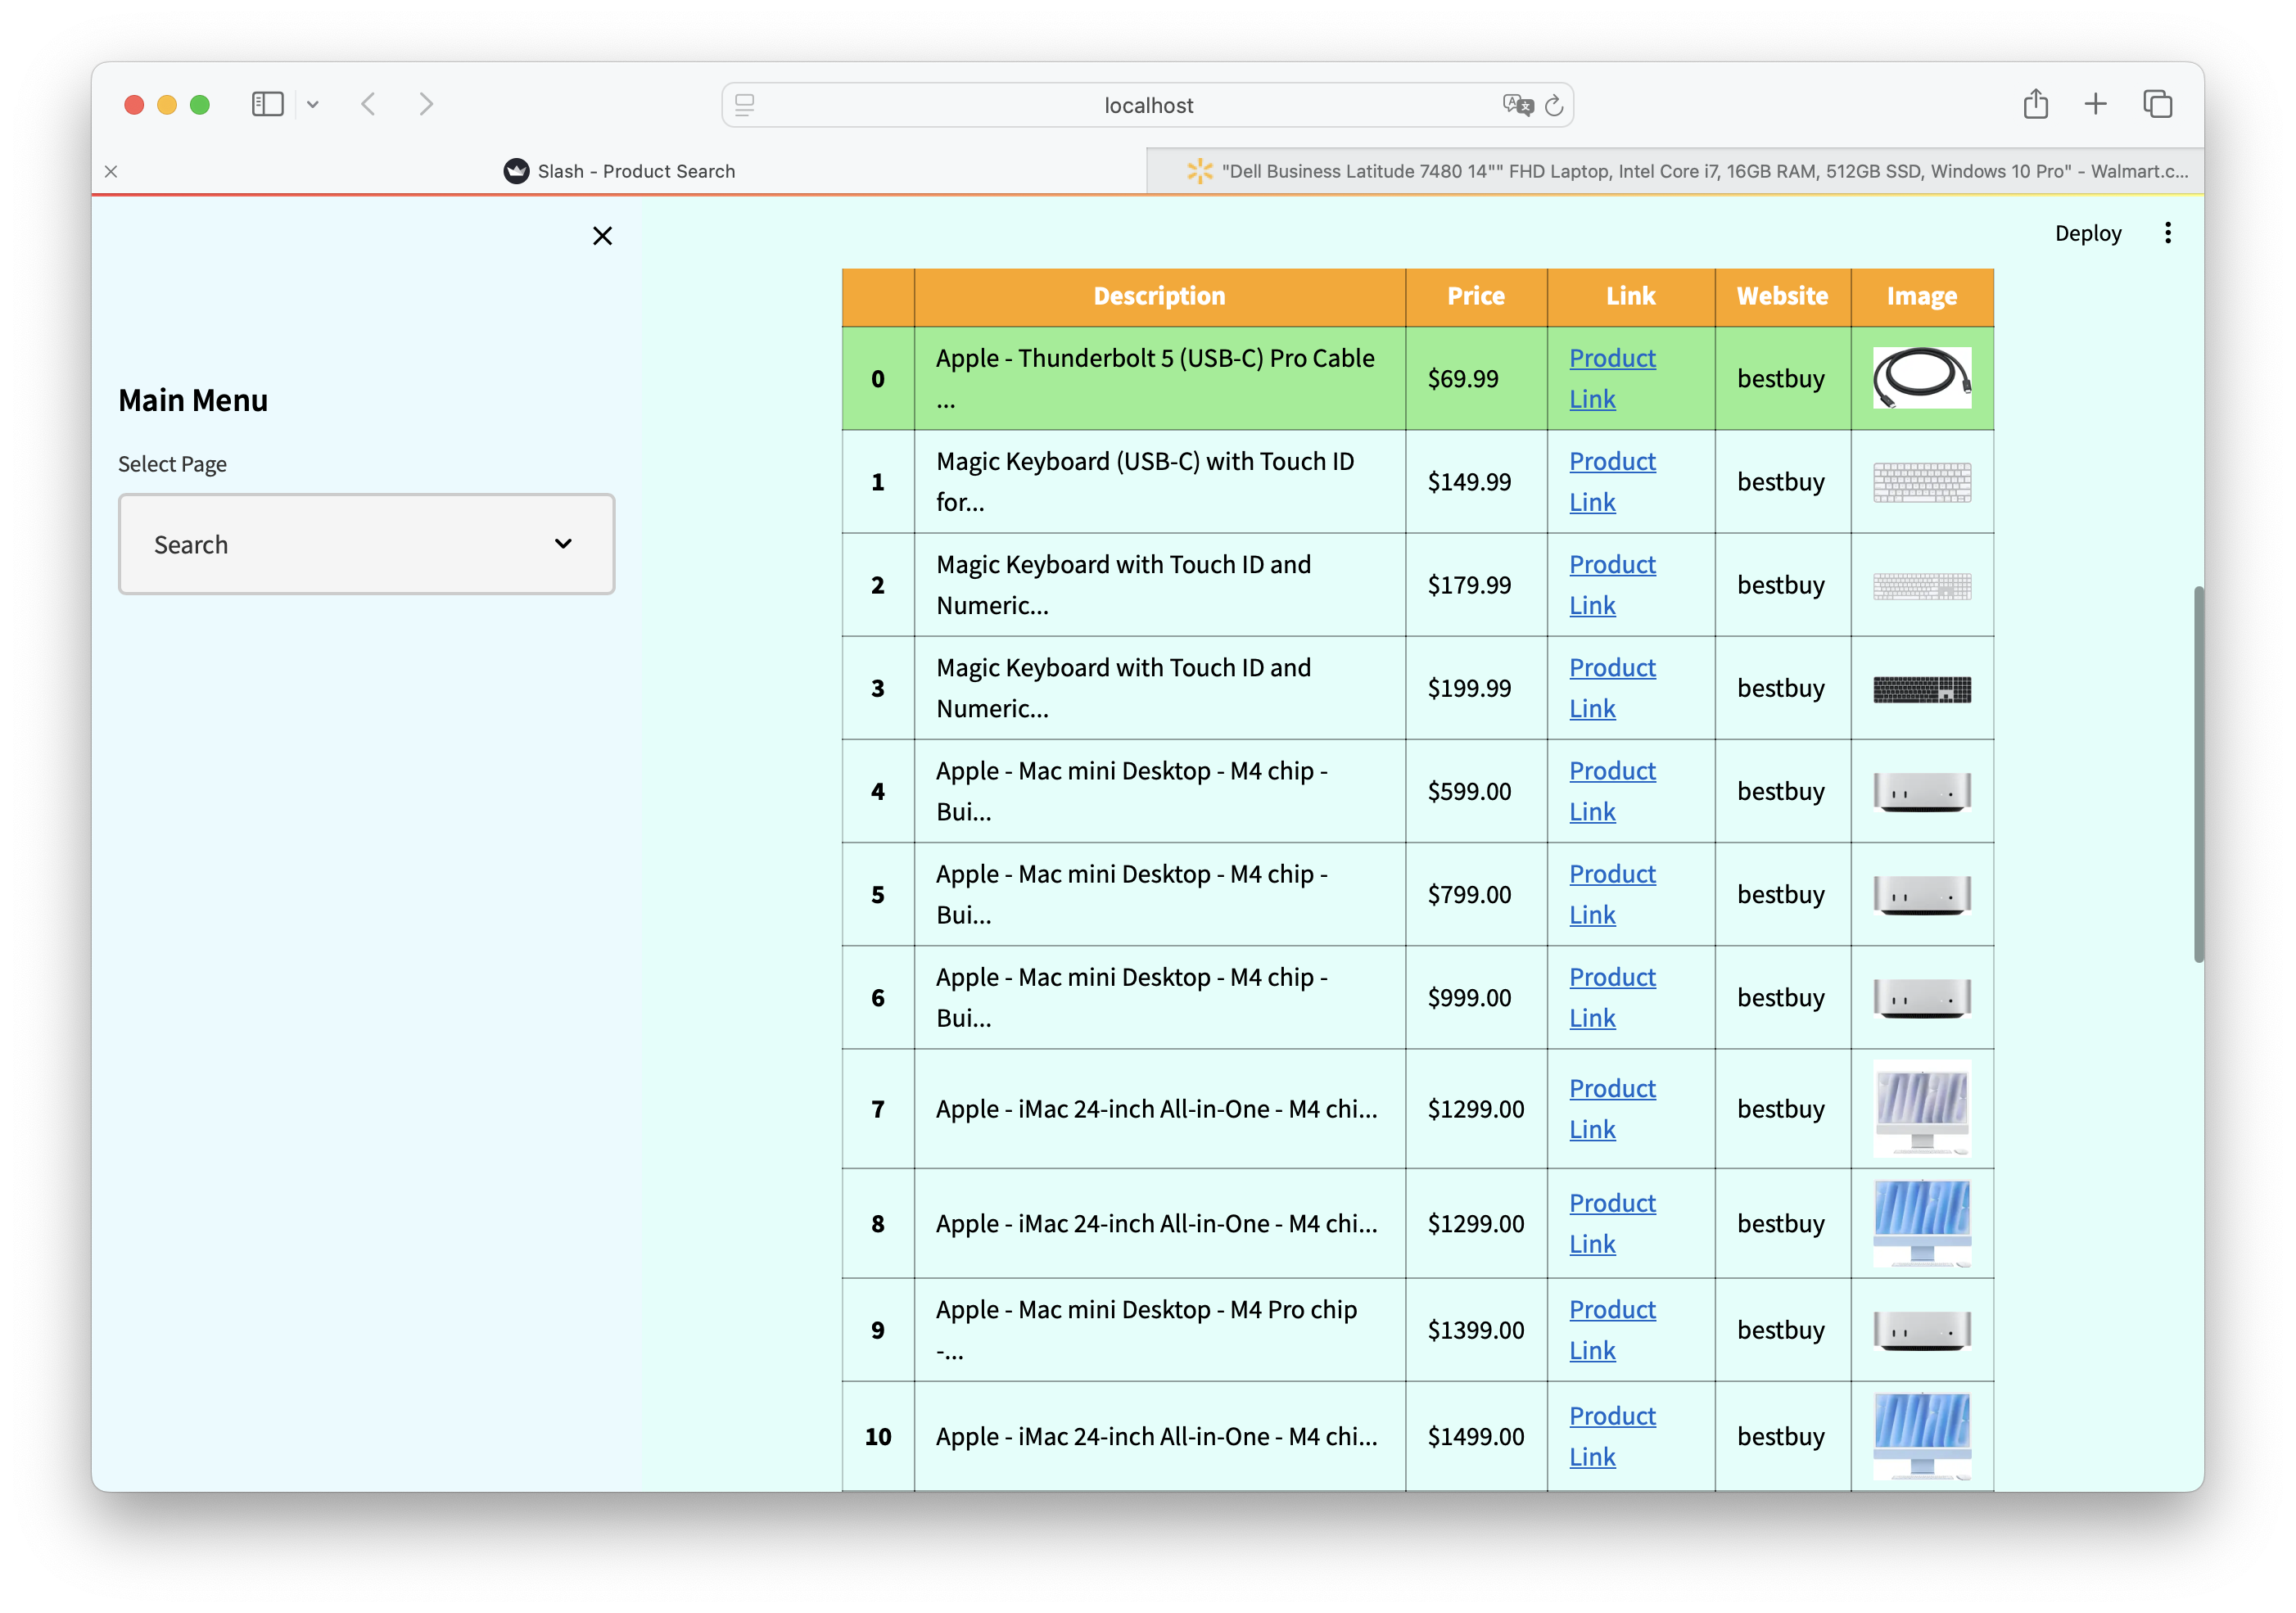 localhost
Slash - Product Search
"Dell Business Latitude 7480 14"" FHD Laptop, Intel Core i7, 16GB RAM, 512GB SSD, Windows 10 Pro" - Walmart.c...
Deploy
Main Menu
Select Page
Search
Description Price Link Website Image
0 Apple - Thunderbolt 5 (USB-C) Pro Cable
... $69.99 Product
Link bestbuy
1 Magic Keyboard (USB-C) with Touch ID
for... $149.99 Product
Link bestbuy
2 Magic Keyboard with Touch ID and
Numeric... $179.99 Product
Link bestbuy
3 Magic Keyboard with Touch ID and
Numeric... $199.99 Product
Link bestbuy
4 Apple - Mac mini Desktop - M4 chip -
Bui... $599.00 Product
Link bestbuy
5 Apple - Mac mini Desktop - M4 chip -
Bui... $799.00 Product
Link bestbuy
6 Apple - Mac mini Desktop - M4 chip -
Bui... $999.00 Product
Link bestbuy
7 Apple - iMac 24-inch All-in-One - M4 chi... $1299.00 Product
Link bestbuy
8 Apple - iMac 24-inch All-in-One - M4 chi... $1299.00 Product
Link bestbuy
9 Apple - Mac mini Desktop - M4 Pro chip
-... $1399.00 Product
Link bestbuy
10 Apple - iMac 24-inch All-in-One - M4 chi... $1499.00 Product
Link bestbuy